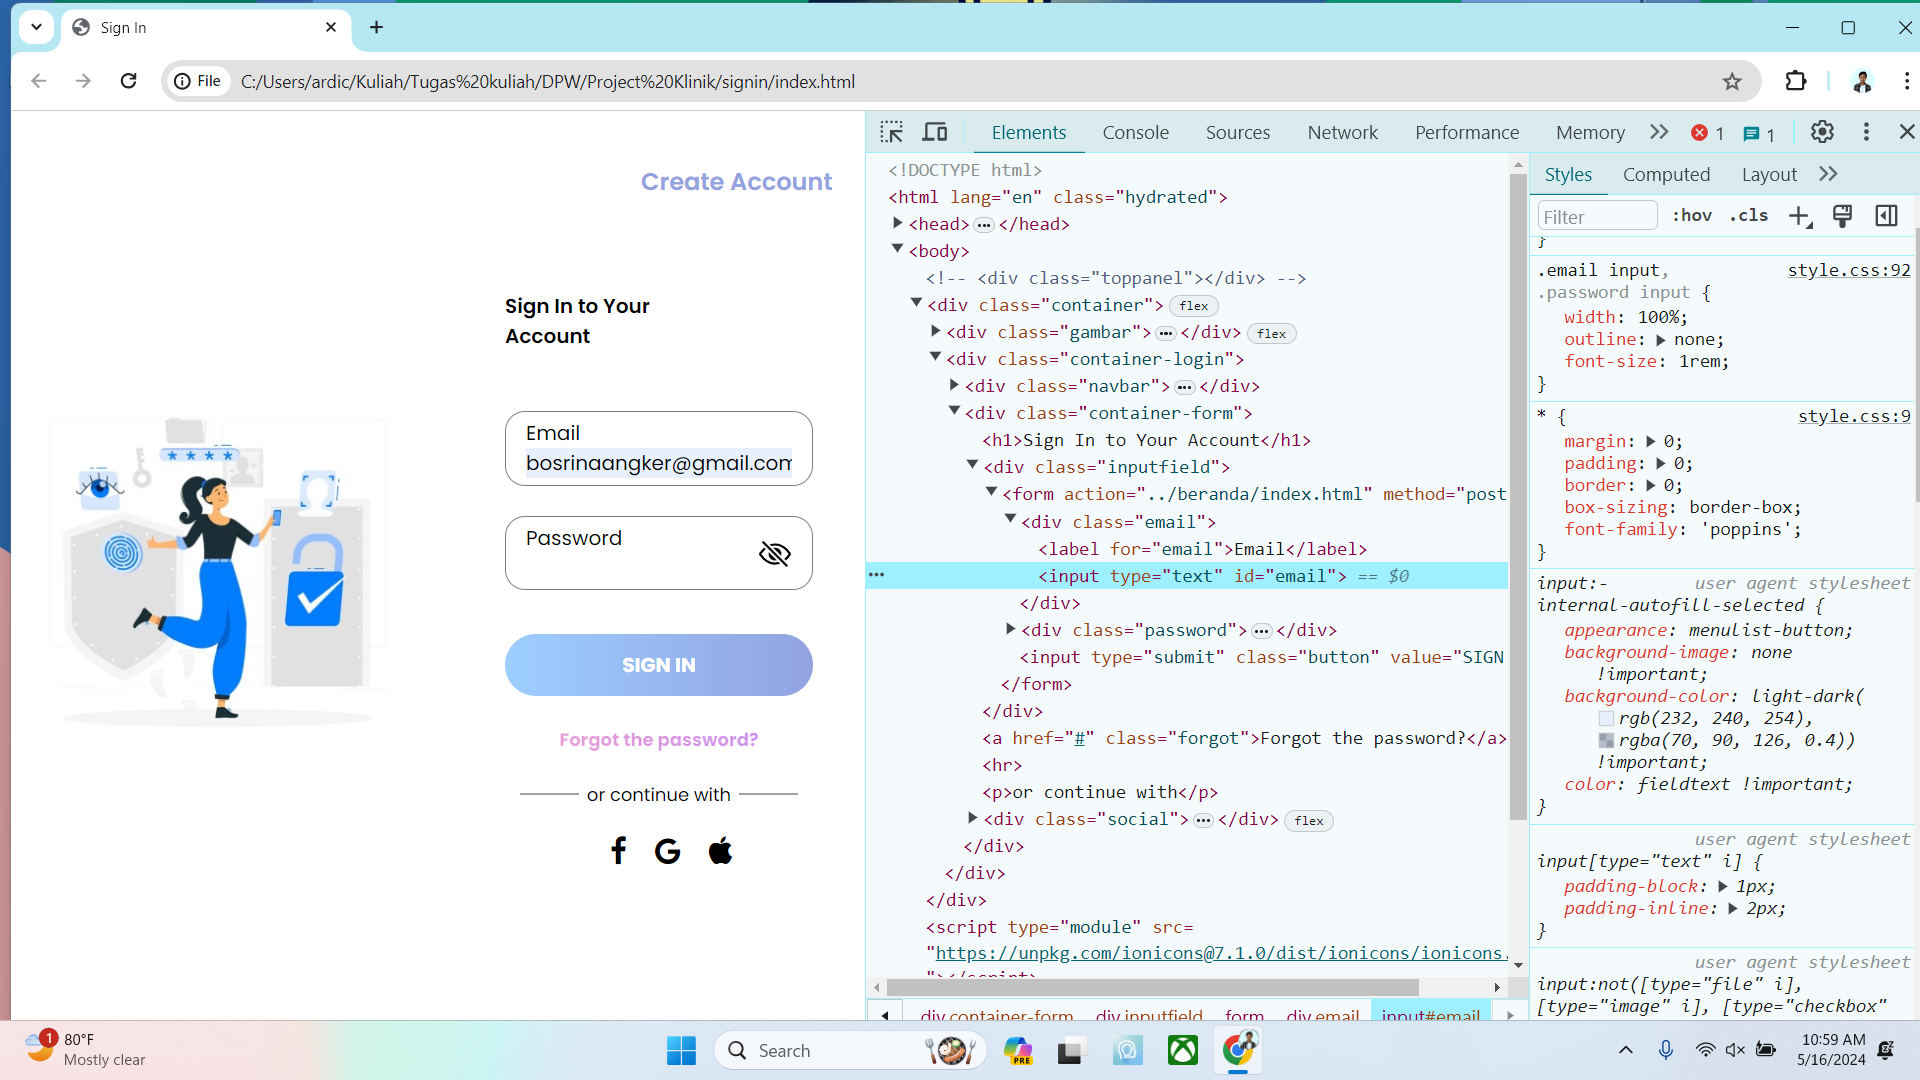 Sign In
File
C:/Users/ardic/Kuliah/Tugas%20kuliah/DPW/Project%20Klinik/signin/index.html
Create Account
Sign In to Your
Account
Email
bosrinaangker@gmail.com
Password
SIGN IN
Forgot the password?
or continue with
* * * *
Elements
Console
Sources
Network
Performance
Memory
1
1
<!DOCTYPE html>
<html lang="en" class="hydrated">
<head>…</head>
<body>
<!-- <div class="toppanel"></div> -->
<div class="container"> flex
<div class="gambar">…</div> flex
<div class="container-login">
<div class="navbar">…</div>
<div class="container-form">
<h1>Sign In to Your Account</h1>
<div class="inputfield">
<form action="../beranda/index.html" method="post
<div class="email">
<label for="email">Email</label>
<input type="text" id="email"> == $0
</div>
<div class="password">…</div>
<input type="submit" class="button" value="SIGN
</form>
</div>
<a href="#" class="forgot">Forgot the password?</a>
<hr>
<p>or continue with</p>
<div class="social">…</div> flex
</div>
</div>
</div>
<script type="module" src=
"https://unpkg.com/ionicons@7.1.0/dist/ionicons/ionicons.
"></script>
div.container-form
div.inputfield
form
div.email
input#email
Styles
Computed
Layout
Filter
:hov
.cls
}
.email input, style.css:92
.password input {
width: 100%;
outline: none;
font-size: 1rem;
}
* { style.css:9
margin: 0;
padding: 0;
border: 0;
box-sizing: border-box;
font-family: 'poppins';
}
input:- user agent stylesheet
internal-autofill-selected {
appearance: menulist-button;
background-image: none
!important;
background-color: light-dark(
rgb(232, 240, 254),
rgba(70, 90, 126, 0.4))
!important;
color: fieldtext !important;
}
user agent stylesheet
input[type="text" i] {
padding-block: 1px;
padding-inline: 2px;
}
user agent stylesheet
input:not([type="file" i],
[type="image" i], [type="checkbox"
1
80°F
Mostly clear
Search
PRE
10:59 AM
5/16/2024